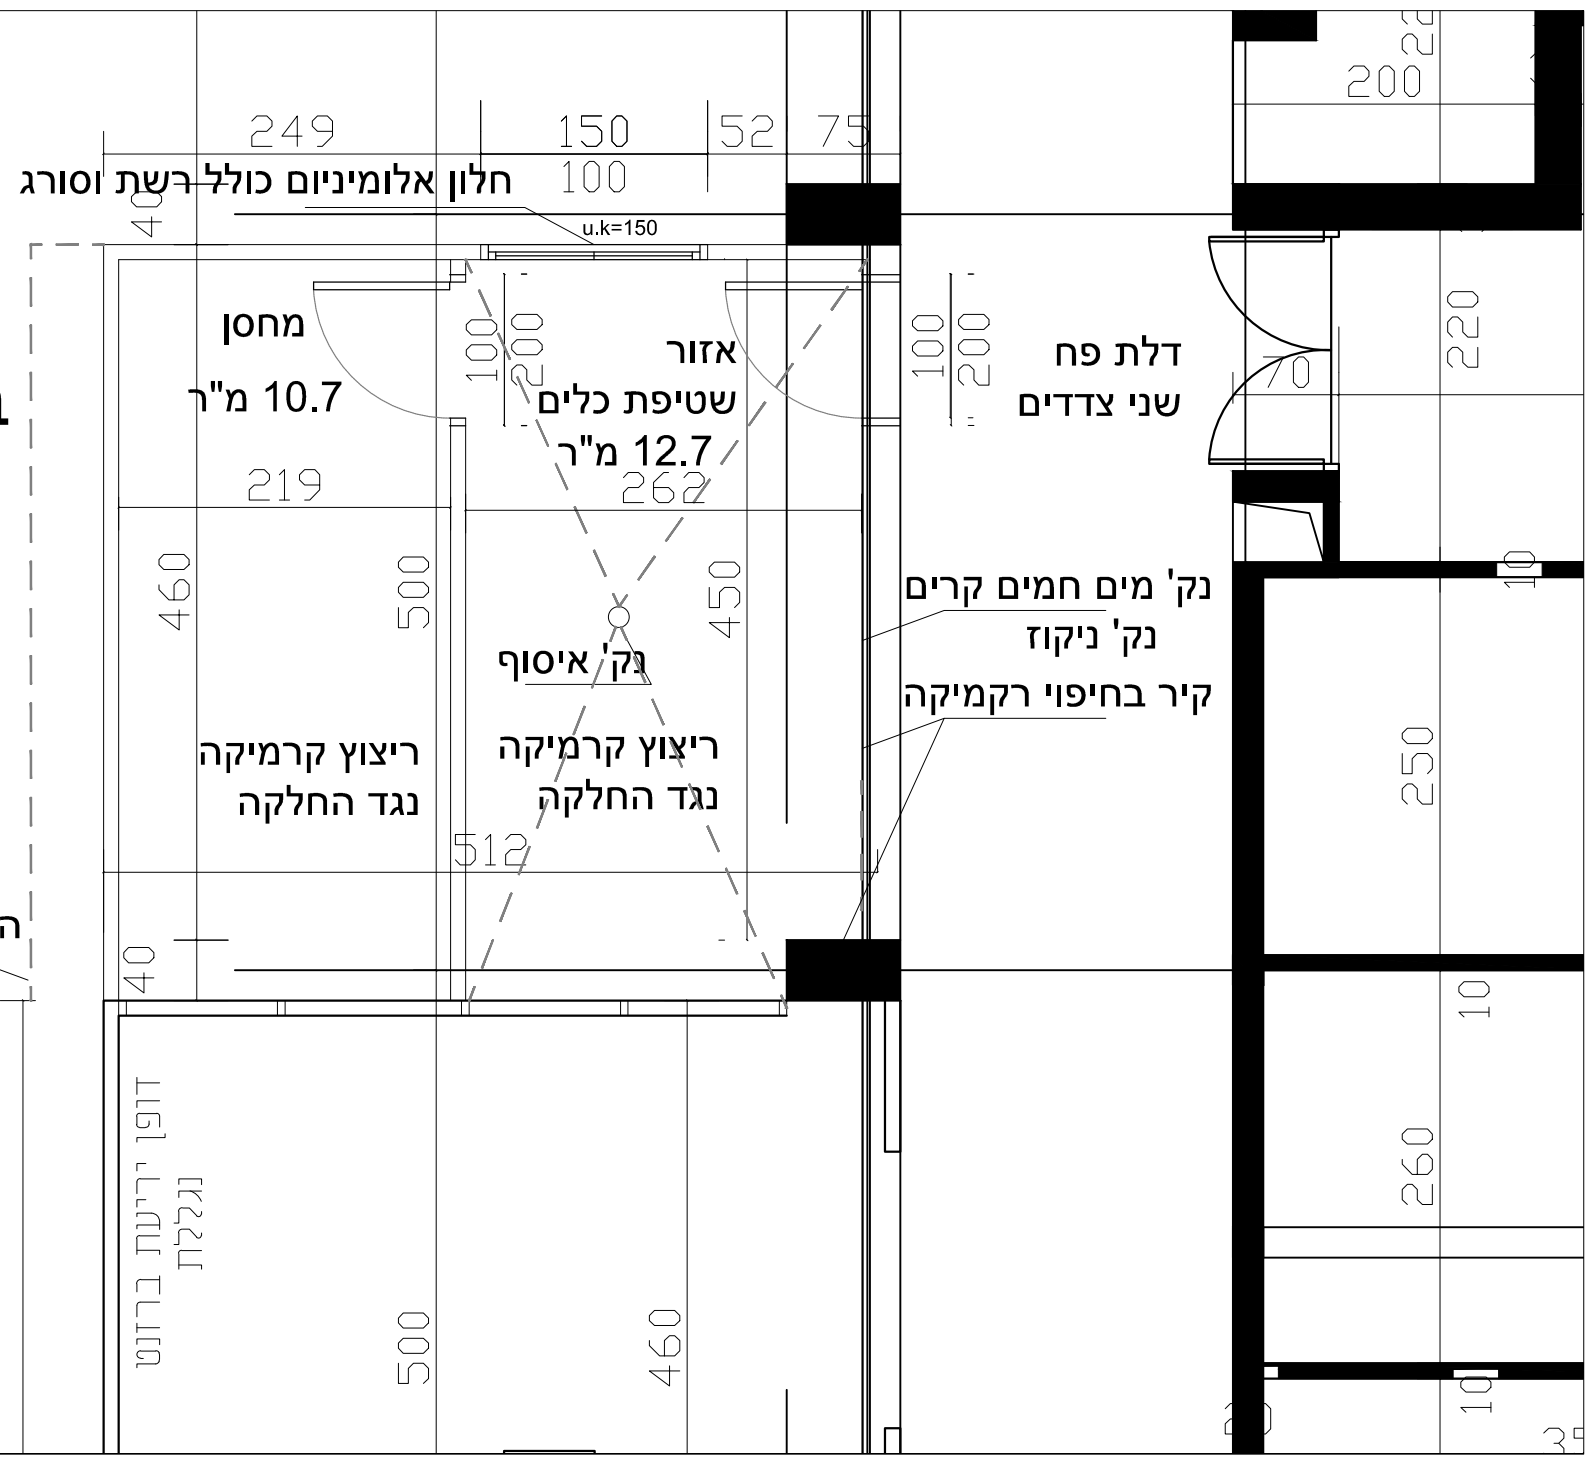 200
249
150
52
75
100
חלון אלומיניום כולל רשת וסורג
40
u.k=150
מחסן
10.7 מ"ר
100
200
אזור
שטיפת כלים
12.7 מ"ר
100
200
דלת פח
שני צדדים
70
220
219
262
460
500
450
נק' מים חמים קרים
נק' ניקוז
10
נק' איסוף
קיר בחיפוי רקמיקה
ריצוץ קרמיקה
נגד החלקה
ריצוץ קרמיקה
נגד החלקה
250
512
40
10
דופן יריעת ברזנט
נגללת
260
500
460
10